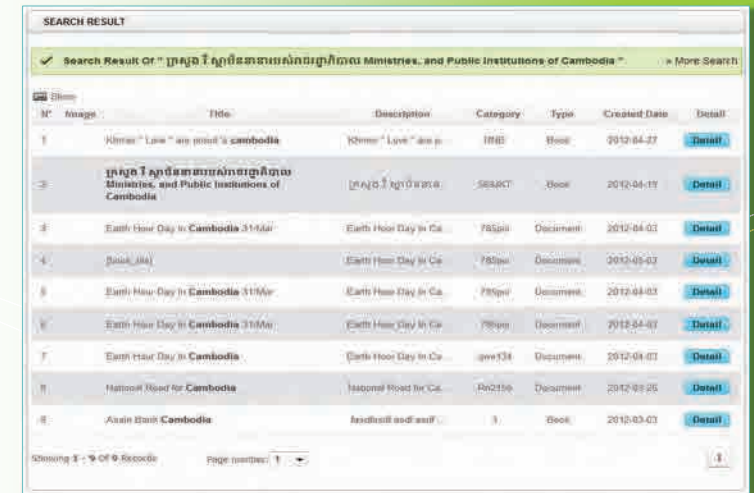 SEARCH RESULT
Search Result Of " ក្រសួង រឺ ស្ថាប័ននានារបស់រាជរដ្ឋាភិបាល Ministries, and Public Institutions of Cambodia " » More Search
Show
N° Image Title Description Category Type Created Date Detail
1 Khmer " Love " are proud 's cambodia Khmer " Love " are p... Book 2012-04-27 Detail
ក្រសួង រឺ ស្ថាប័ននានារបស់រាជរដ្ឋាភិបាល
2 Ministries, and Public Institutions of Book 2012-04-19 Detail
Cambodia
3 Earth Hour Day in Cambodia 31/Mar Earth Hour Day in Ca... Document 2012-04-03 Detail
4 Earth Hour Day in Ca... Document 2012-04-03 Detail
5 Earth Hour Day in Cambodia 31/Mar Earth Hour Day in Ca... Document 2012-04-03 Detail
6 Earth Hour Day in Cambodia 31/Mar Earth Hour Day in Ca... Document 2012-04-03 Detail
7 Earth Hour Day in Cambodia Earth Hour Day in Ca... Document 2012-04-03 Detail
8 National Road for Cambodia National Road for Ca... Document 2012-03-26 Detail
9 Bank Cambodia 3 Book 2012-03-03 Detail
Showing 1 - 9 Of 9 Records Page number: 1 1